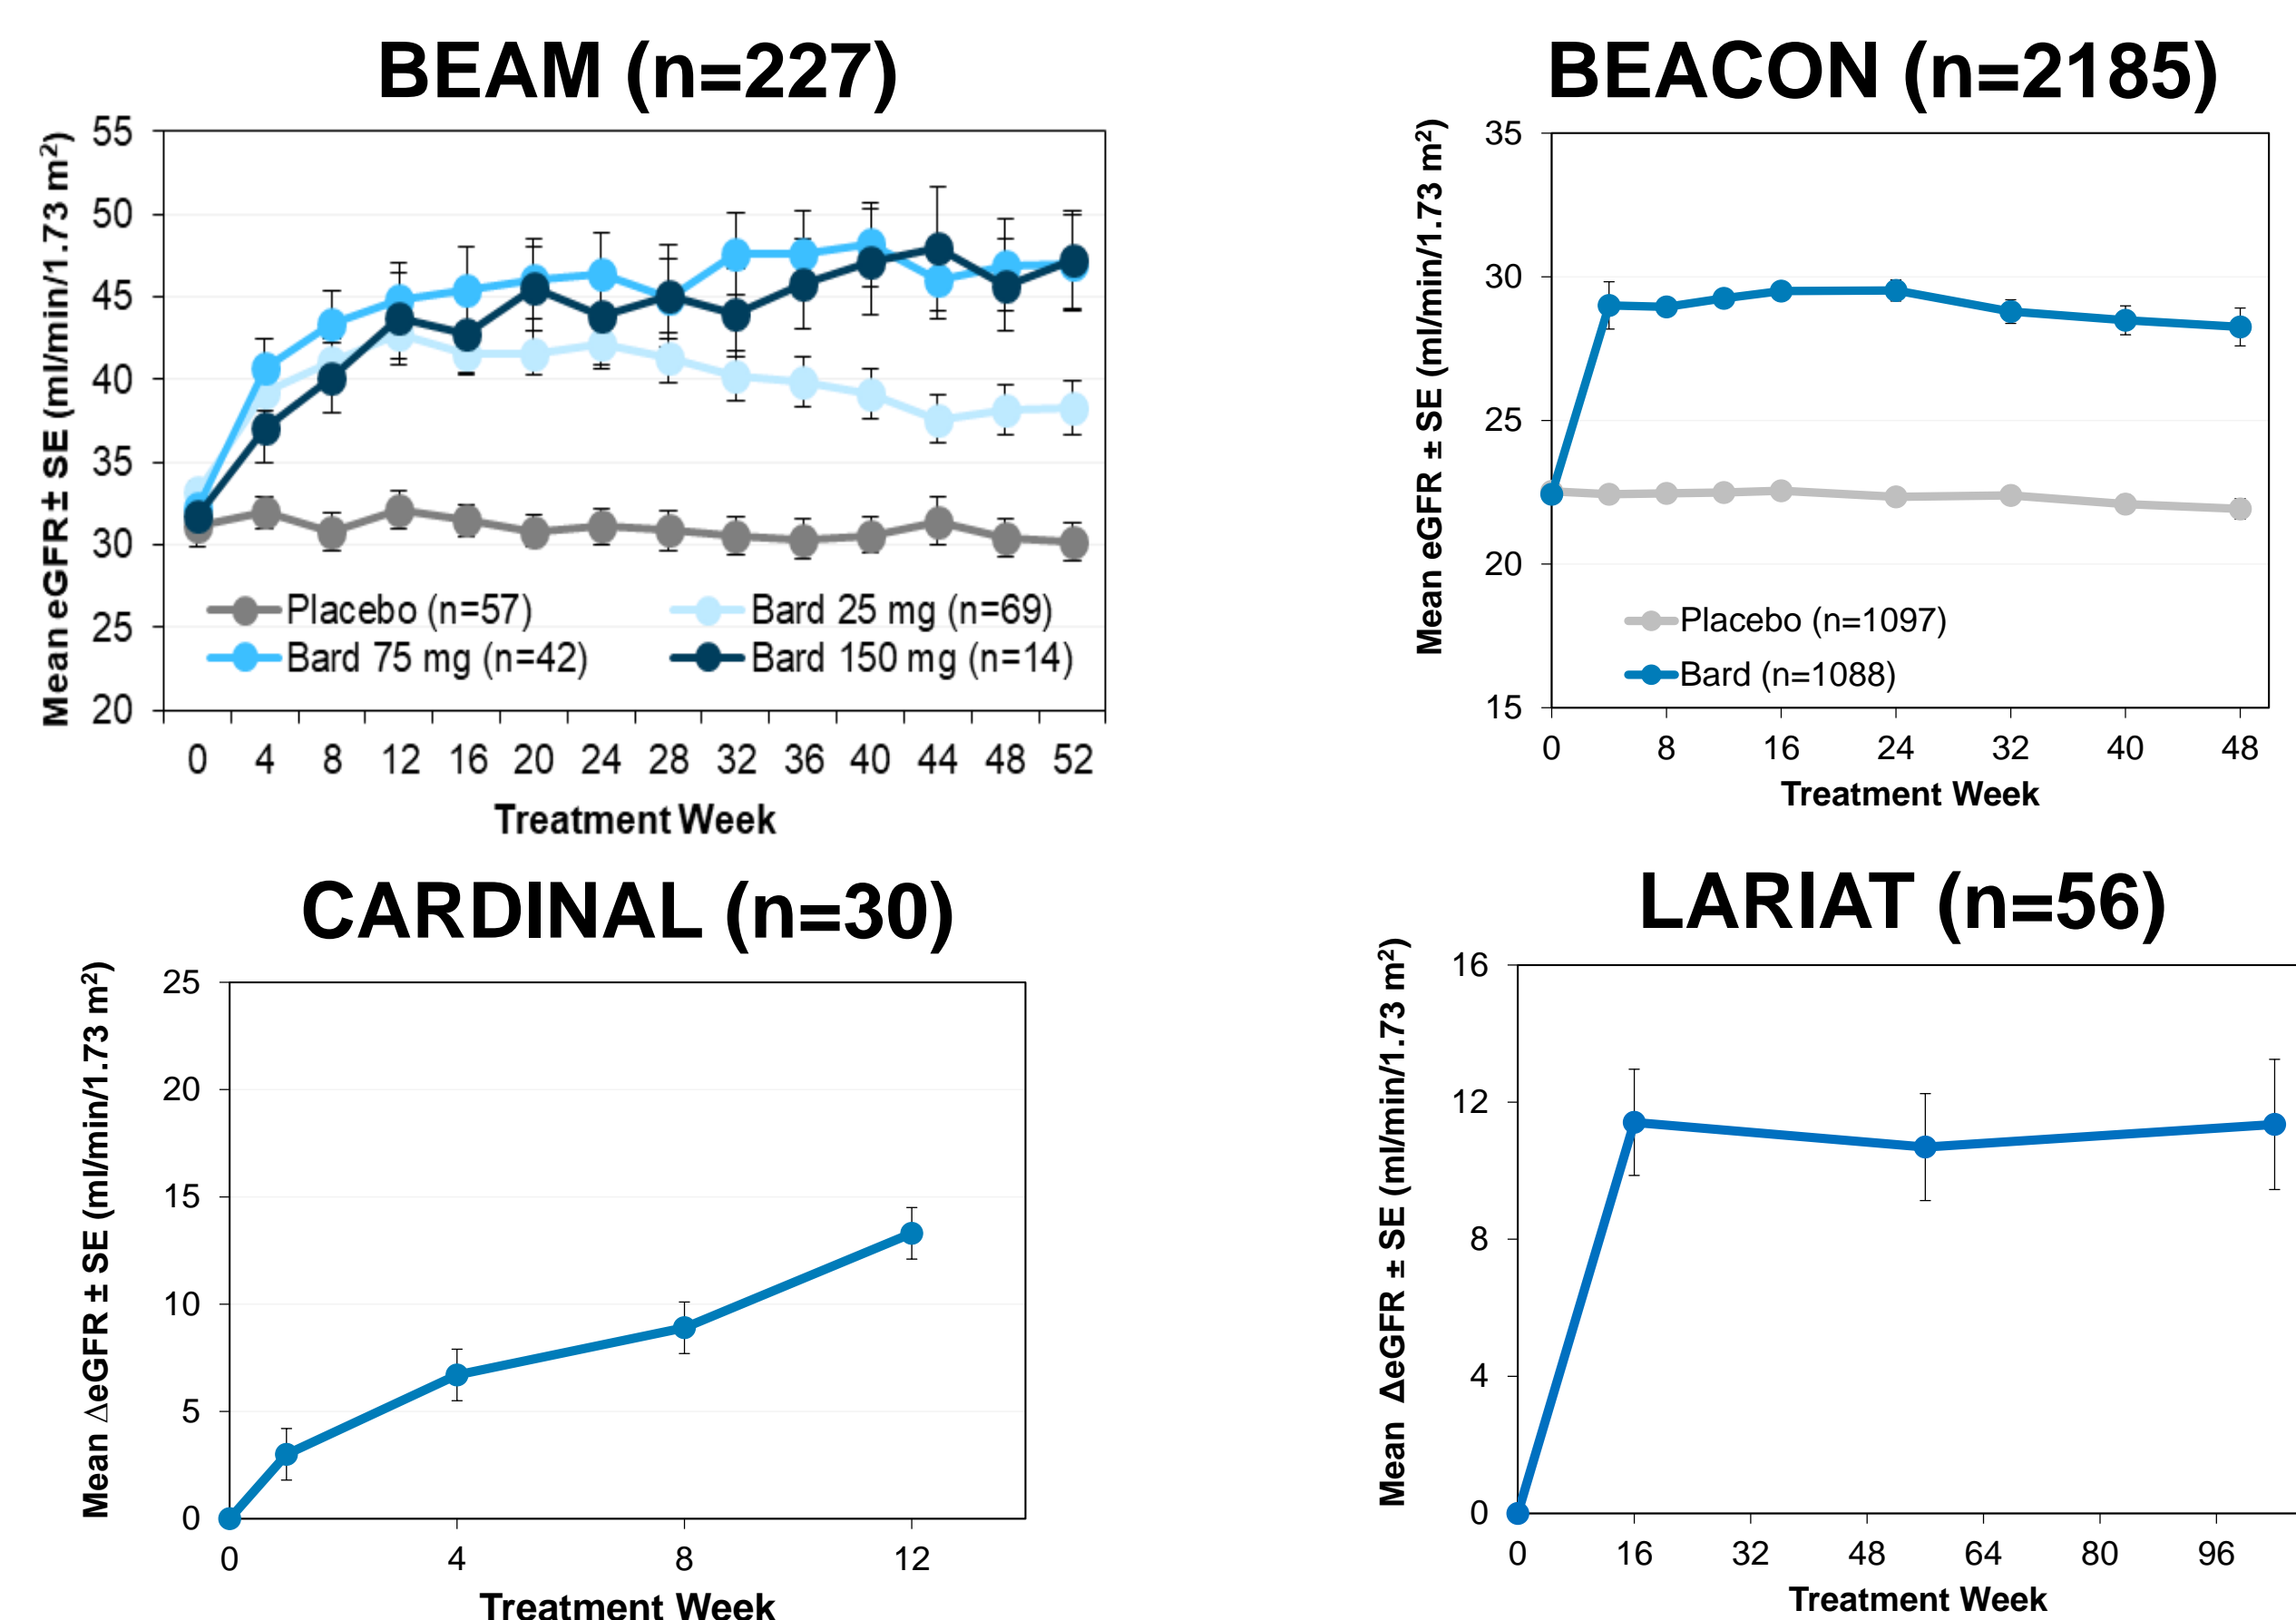 BEAM (n=227)
Mean eGFR ± SE (ml/min/1.73 m²)
55
50
45
40
35
30
25
20
Placebo (n=57)
Bard 25 mg (n=69)
Bard 75 mg (n=42)
Bard 150 mg (n=14)
0 4 8 12 16 20 24 28 32 36 40 44 48 52
Treatment Week
BEACON (n=2185)
Mean eGFR ± SE (ml/min/1.73 m²)
35
30
25
20
15
Placebo (n=1097)
Bard (n=1088)
0 8 16 24 32 40 48
Treatment Week
CARDINAL (n=30)
Mean ΔeGFR ± SE (ml/min/1.73 m²)
25
20
15
10
5
0
0 4 8 12
Treatment Week
LARIAT (n=56)
Mean ΔeGFR ± SE (ml/min/1.73 m²)
16
12
8
4
0
0 16 32 48 64 80 96
Treatment Week